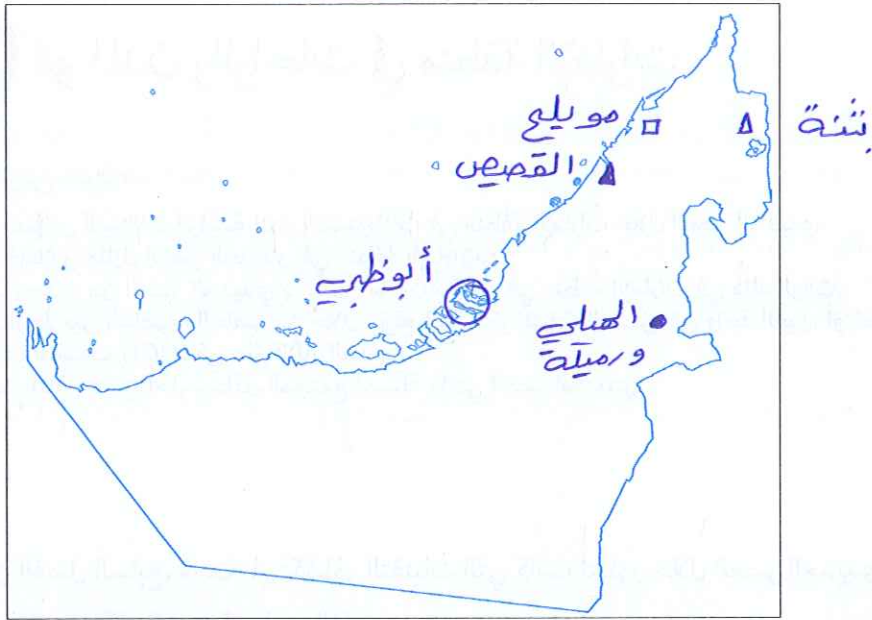 مويلح
بثنة
القصيص
أبوظبي
الهيلي
ورميلة